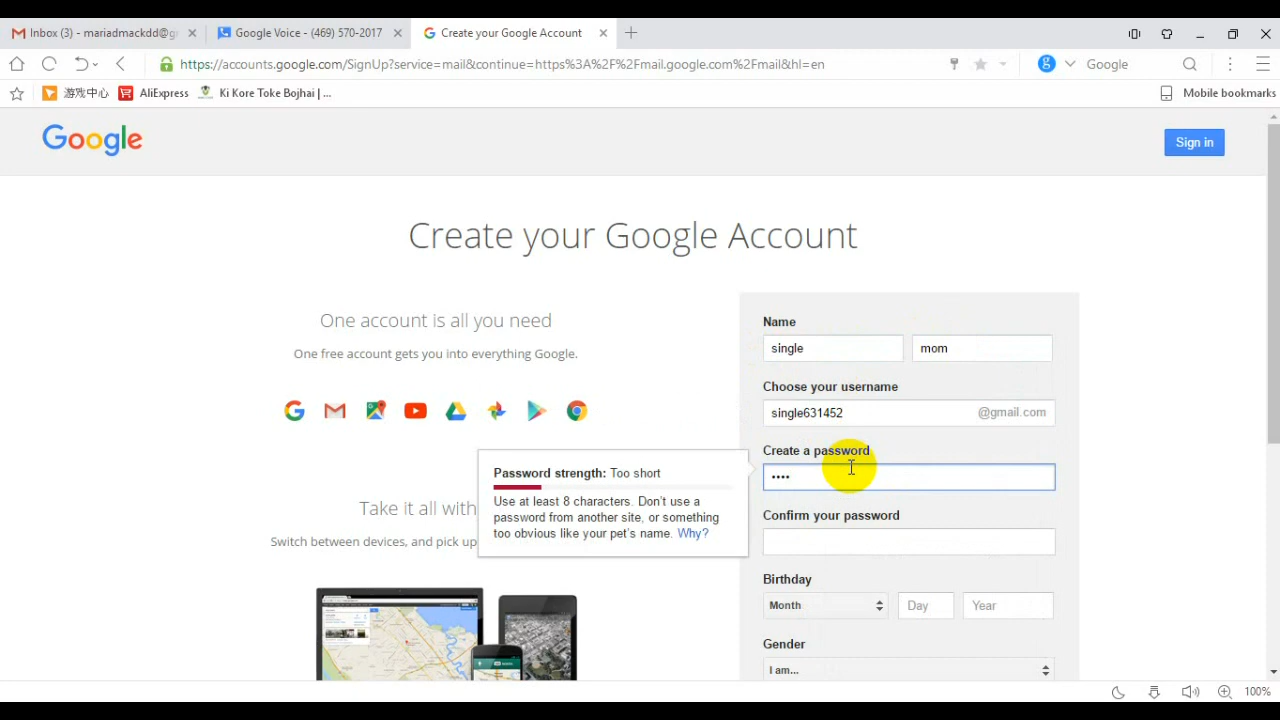 Inbox (3) - mariadmackdd@g
Google Voice - (469) 570-2017
Create your Google Account
https://accounts.google.com/SignUp?service=mail&continue=https%3A%2F%2Fmail.google.com%2Fmail&hl=en
Google
游戏中心
AliExpress
Ki Kore Toke Bojhai | ...
Mobile bookmarks
Google
Sign in
Create your Google Account
One account is all you need
One free account gets you into everything Google.
Take it all with
Switch between devices, and pick up
Name
single
mom
Choose your username
single631452
@gmail.com
Create a password
••••
Password strength: Too short
Use at least 8 characters. Don't use a
password from another site, or something
too obvious like your pet's name. Why?
Confirm your password
Birthday
Month
Day
Year
Gender
I am...
100%